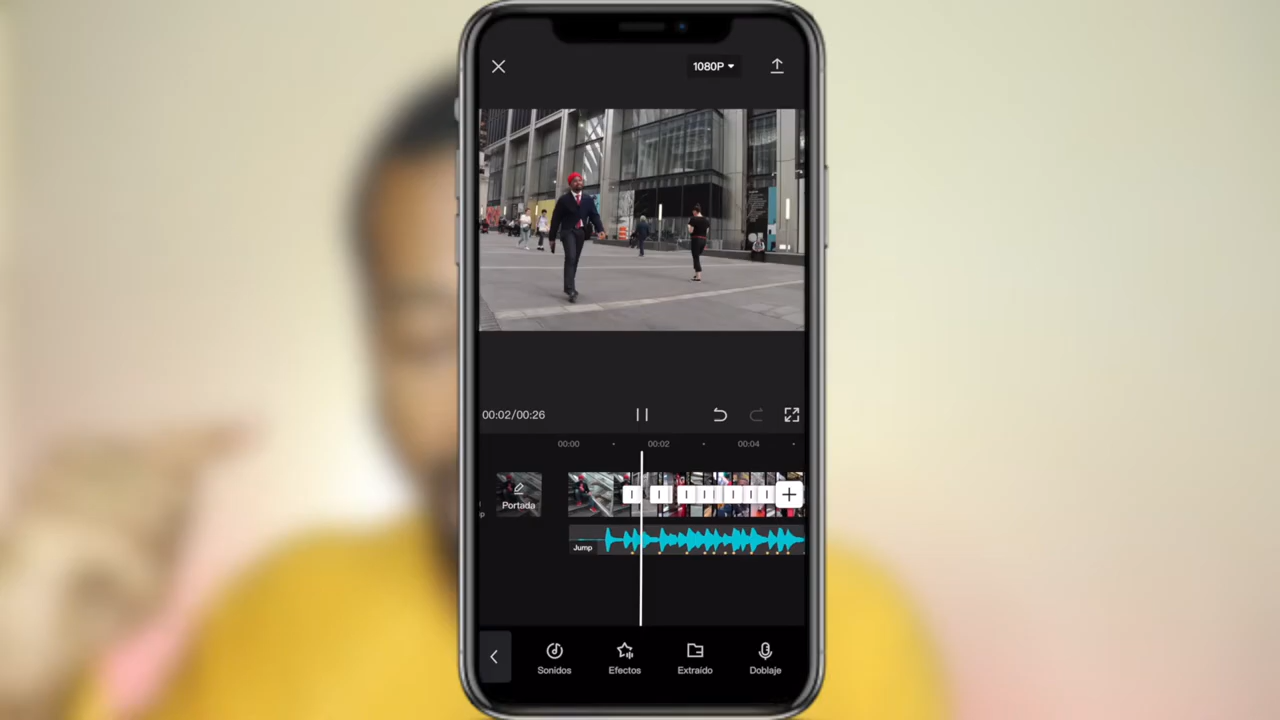 1080P
00:02/00:26
00:00
00:02
00:04
Portada
Jump
Sonidos
Efectos
Extraído
Doblaje